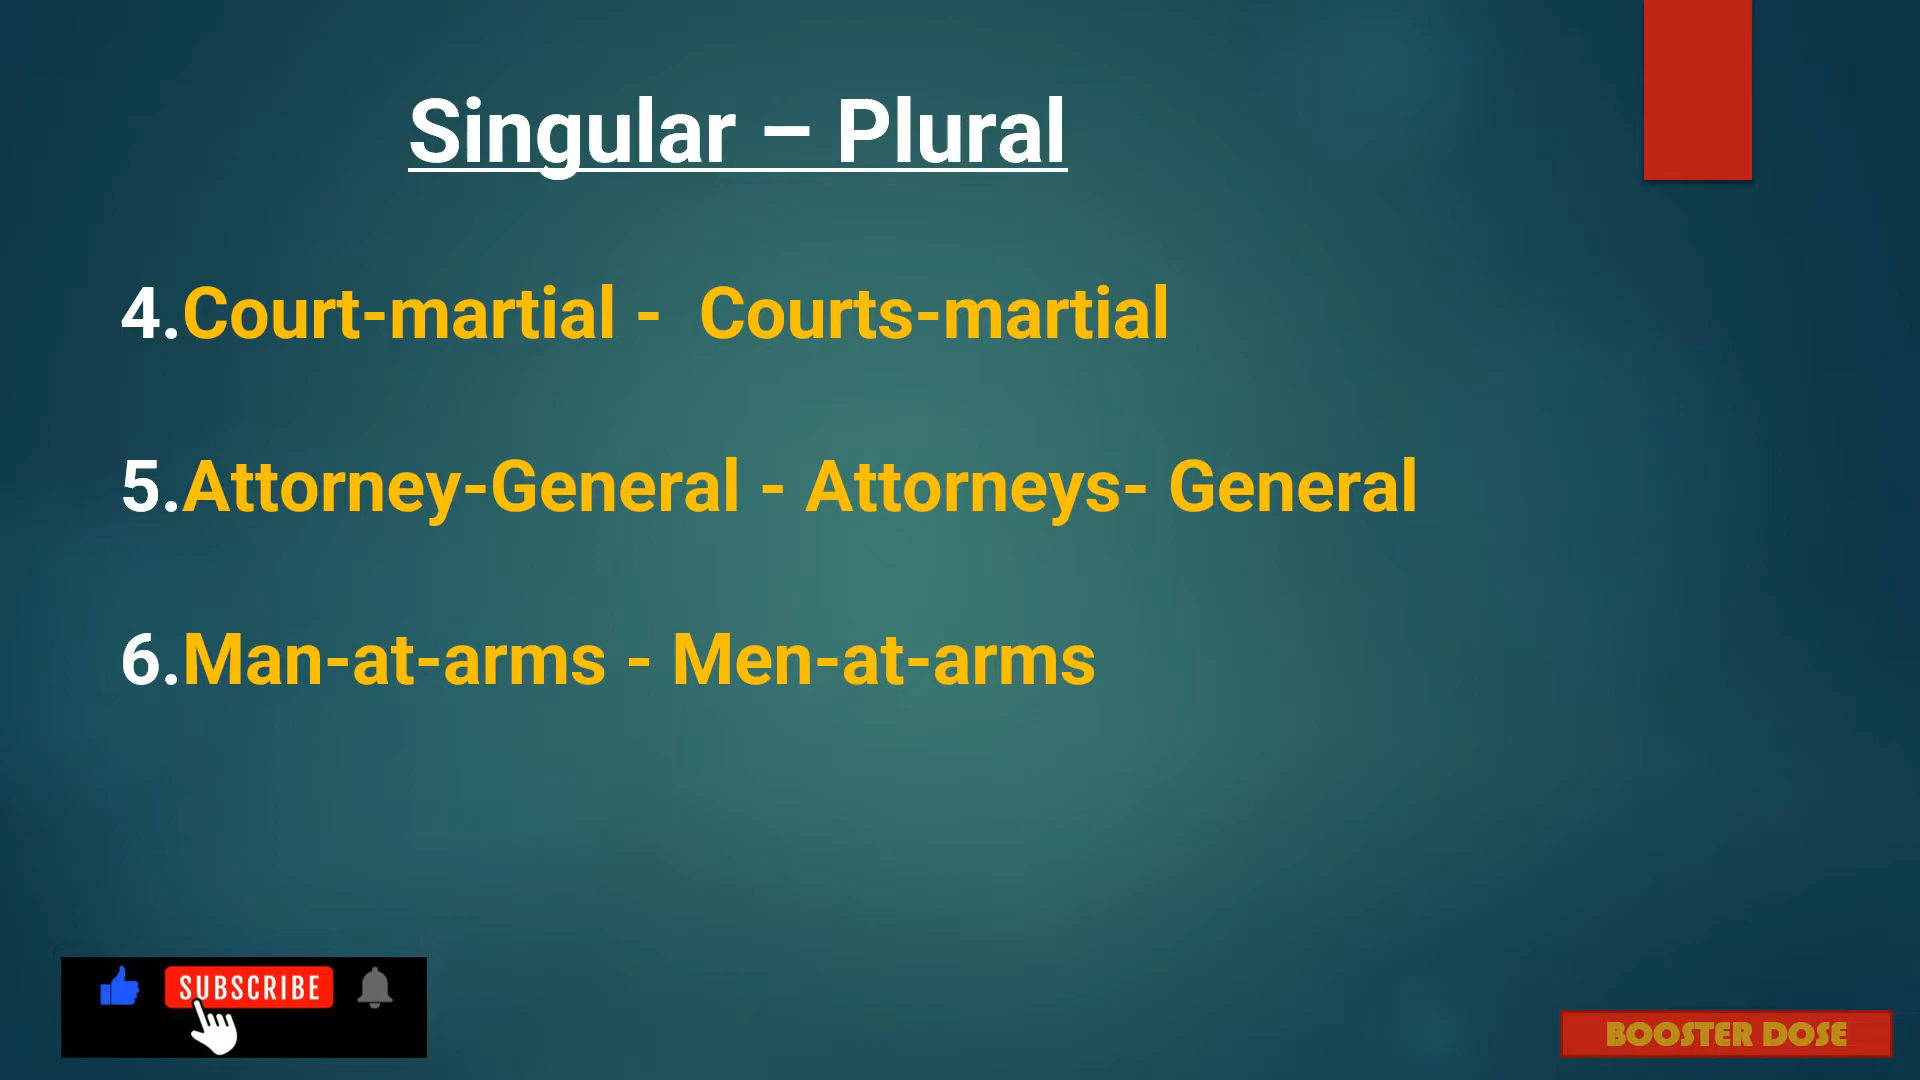 Singular – Plural
4.Court-martial - Courts-martial
5.Attorney-General - Attorneys- General
6.Man-at-arms - Men-at-arms
SUBSCRIBE
BOOSTER DOSE